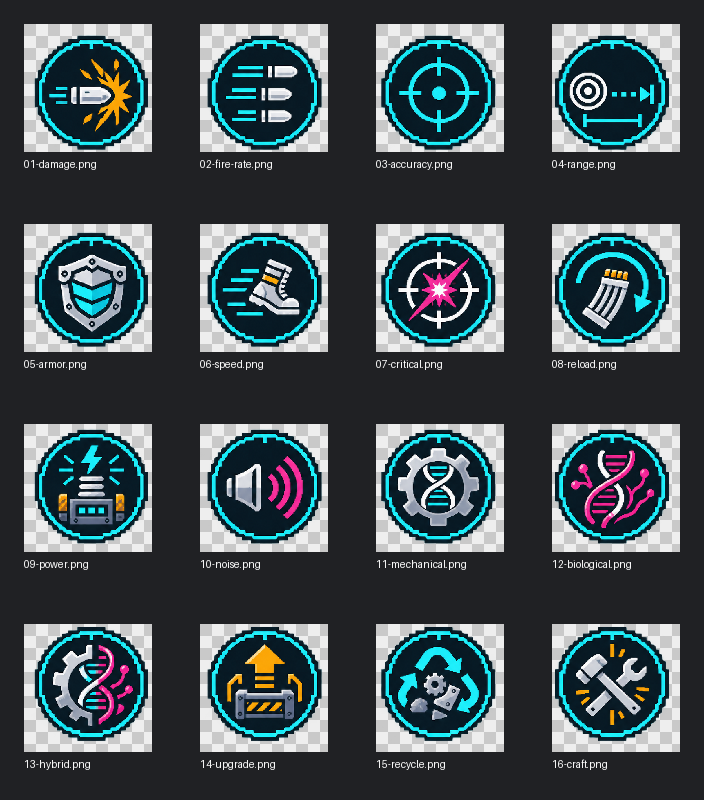 01-damage.png
02-fire-rate.png
03-accuracy.png
04-range.png
05-armor.png
06-speed.png
07-critical.png
08-reload.png
09-power.png
10-noise.png
11-mechanical.png
12-biological.png
13-hybrid.png
14-upgrade.png
15-recycle.png
16-craft.png